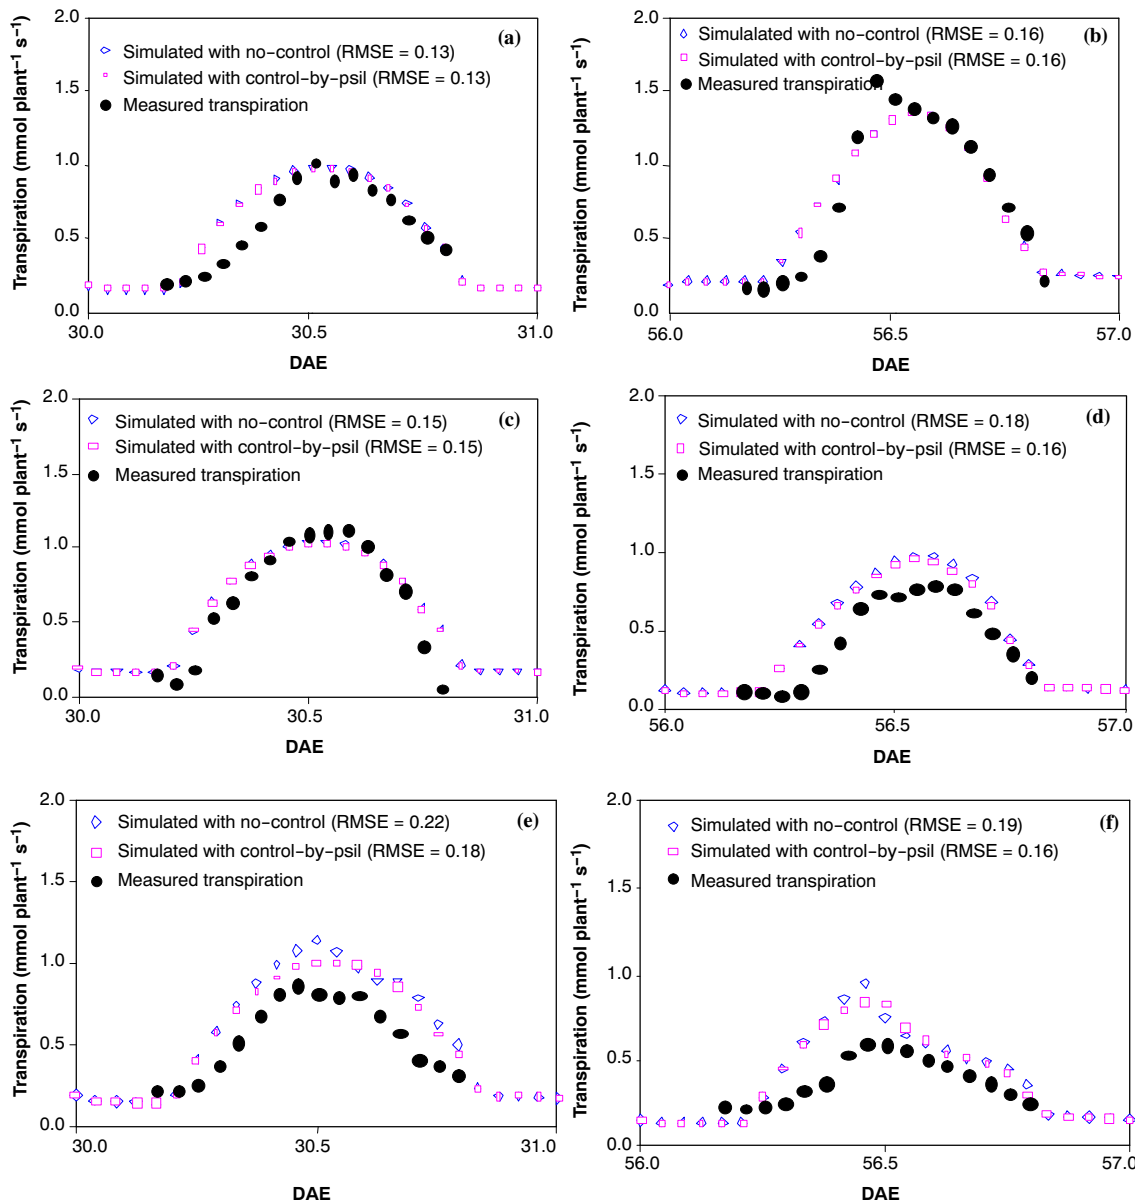 (a)
Simulated with no-control (RMSE = 0.13)
Simulated with control-by-psil (RMSE = 0.13)
Measured transpiration
Transpiration (mmol plant⁻¹ s⁻¹)
2.0
1.5
1.0
0.5
0.0
30.0 30.5 31.0
DAE
(b)
Simulated with no-control (RMSE = 0.16)
Simulated with control-by-psil (RMSE = 0.16)
Measured transpiration
Transpiration (mmol plant⁻¹ s⁻¹)
2.0
1.5
1.0
0.5
0.0
56.0 56.5 57.0
DAE
(c)
Simulated with no-control (RMSE = 0.15)
Simulated with control-by-psil (RMSE = 0.15)
Measured transpiration
Transpiration (mmol plant⁻¹ s⁻¹)
2.0
1.5
1.0
0.5
0.0
30.0 30.5 31.0
DAE
(d)
Simulated with no-control (RMSE = 0.18)
Simulated with control-by-psil (RMSE = 0.16)
Measured transpiration
Transpiration (mmol plant⁻¹ s⁻¹)
2.0
1.5
1.0
0.5
0.0
56.0 56.5 57.0
DAE
(e)
Simulated with no-control (RMSE = 0.22)
Simulated with control-by-psil (RMSE = 0.18)
Measured transpiration
Transpiration (mmol plant⁻¹ s⁻¹)
2.0
1.5
1.0
0.5
0.0
30.0 30.5 31.0
DAE
(f)
Simulated with no-control (RMSE = 0.19)
Simulated with control-by-psil (RMSE = 0.16)
Measured transpiration
Transpiration (mmol plant⁻¹ s⁻¹)
2.0
1.5
1.0
0.5
0.0
56.0 56.5 57.0
DAE